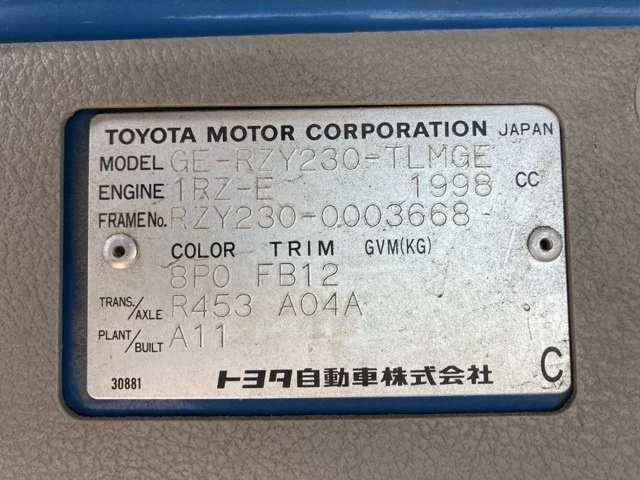 TOYOTA MOTOR CORPORATION JAPAN
MODEL GE-RZY230-TLMGE
ENGINE 1RZ-E 1998 CC
FRAME No. RZY230-0003668
COLOR TRIM GVM(KG)
8P0 FB12
TRANS./AXLE R453 A04A
PLANT/BUILT A11
30881 トヨタ自動車株式会社 C